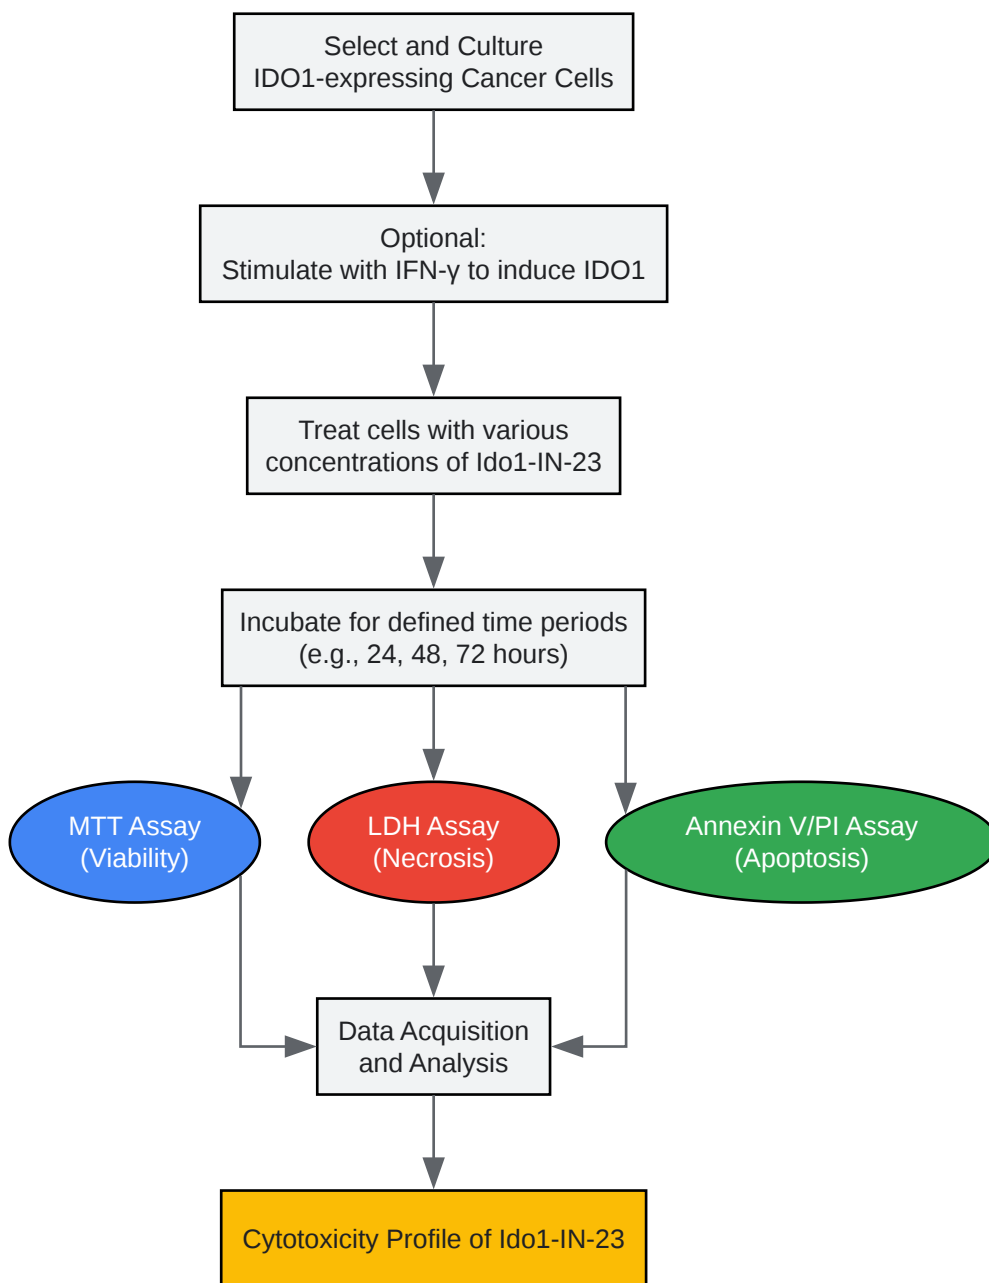 Select and Culture
IDO1-expressing Cancer Cells
Optional:
Stimulate with IFN-γ to induce IDO1
Treat cells with various
concentrations of Ido1-IN-23
Incubate for defined time periods
(e.g., 24, 48, 72 hours)
MTT Assay
(Viability)
LDH Assay
(Necrosis)
Annexin V/PI Assay
(Apoptosis)
Data Acquisition
and Analysis
Cytotoxicity Profile of Ido1-IN-23